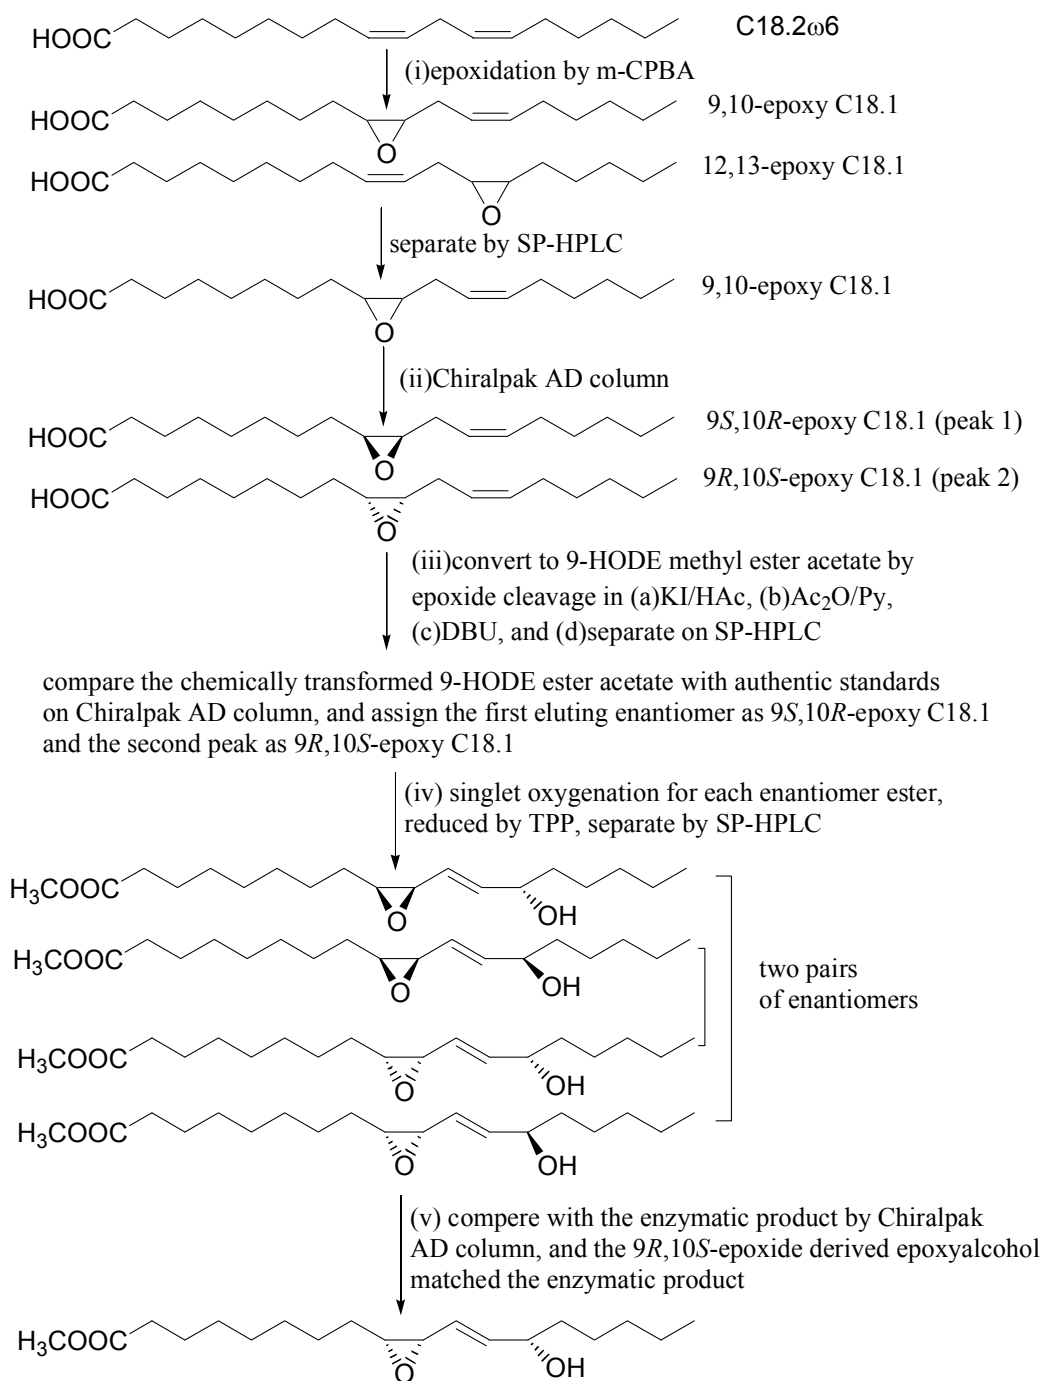 HOOC
C18.2ω6
(i)epoxidation by m-CPBA
HOOC
O
9,10-epoxy C18.1
HOOC
O
12,13-epoxy C18.1
separate by SP-HPLC
HOOC
O
9,10-epoxy C18.1
(ii)Chiralpak AD column
HOOC
O
9S,10R-epoxy C18.1 (peak 1)
HOOC
O
9R,10S-epoxy C18.1 (peak 2)
(iii)convert to 9-HODE methyl ester acetate by
epoxide cleavage in (a)KI/HAc, (b)Ac₂O/Py,
(c)DBU, and (d)separate on SP-HPLC
compare the chemically transformed 9-HODE ester acetate with authentic standards
on Chiralpak AD column, and assign the first eluting enantiomer as 9S,10R-epoxy C18.1
and the second peak as 9R,10S-epoxy C18.1
(iv) singlet oxygenation for each enantiomer ester,
reduced by TPP, separate by SP-HPLC
H₃COOC
O
OH
H₃COOC
O
OH
two pairs
of enantiomers
H₃COOC
O
OH
H₃COOC
O
OH
(v) compere with the enzymatic product by Chiralpak
AD column, and the 9R,10S-epoxide derived epoxyalcohol
matched the enzymatic product
H₃COOC
O
OH